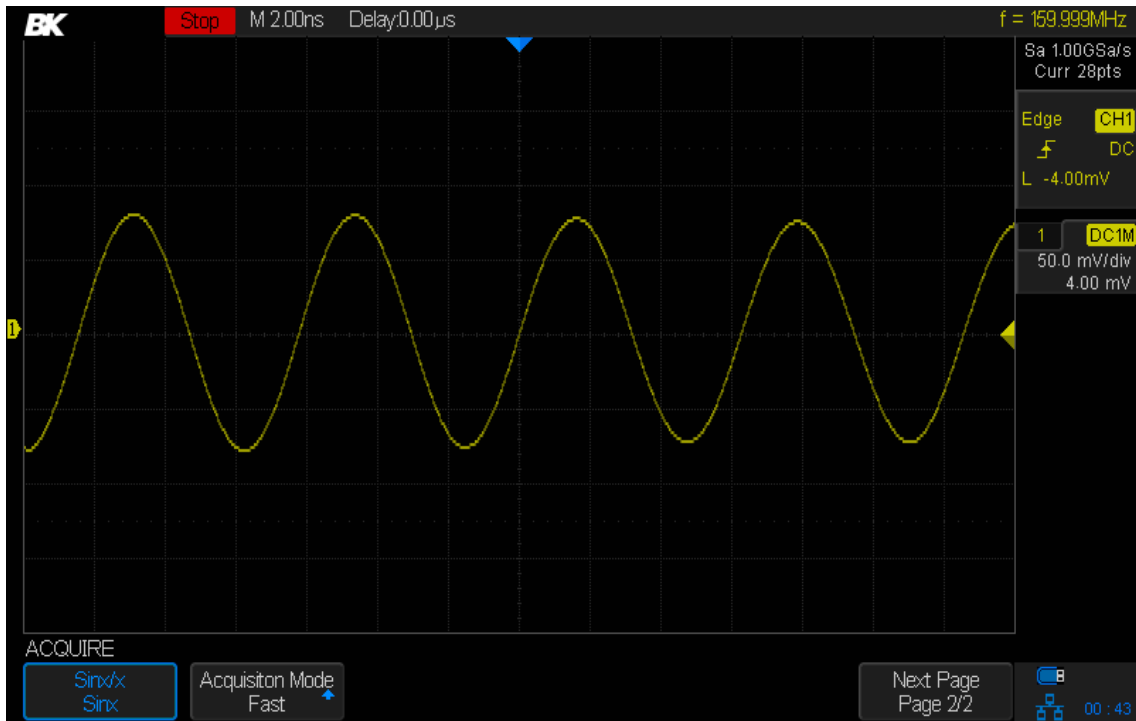 BK Stop M 2.00ns Delay:0.00µs f = 159.999MHz
Sa 1.00GSa/s
Curr 28pts
Edge CH1
DC
L -4.00mV
1 DC1M
50.0 mV/div
4.00 mV
1
ACQUIRE
Sinx/x
Sinx
Acquisiton Mode
Fast
Next Page
Page 2/2
00:43